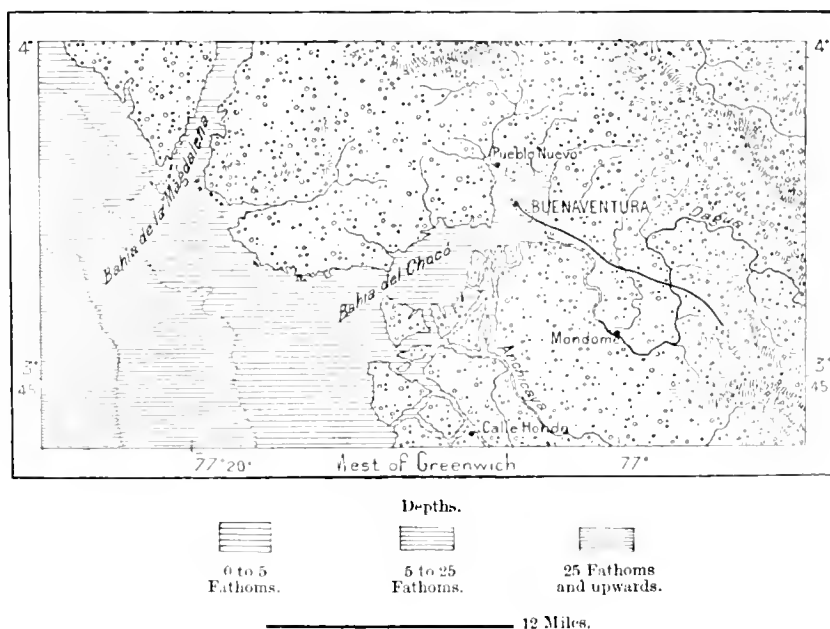 4° 4°
Bahia de la Magdalena
Pueblo Nuevo
BUENAVENTURA
Dagua
Bahia del Chocó
Mondomo
3° 3°
45 45
Anchicaya
Calle Honda
77°20' West of Greenwich 77°
Depths.
0 to 5 5 to 25 25 Fathoms
Fathoms. Fathoms. and upwards.
12 Miles.